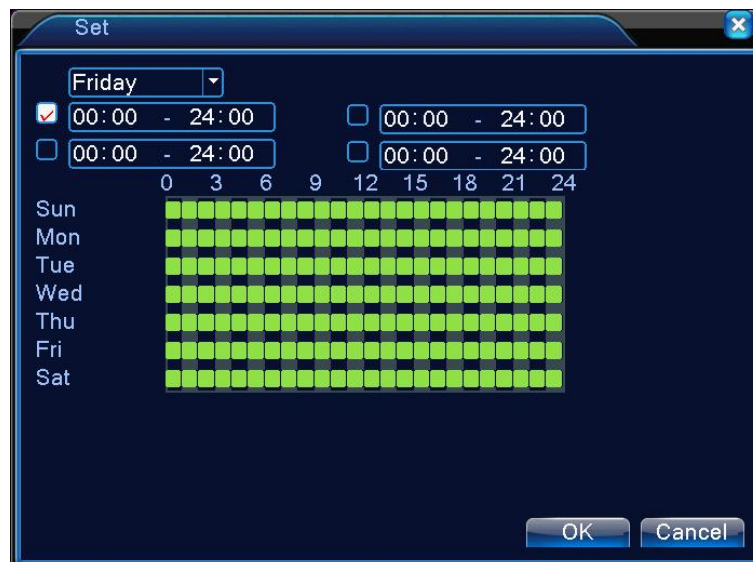 Set
Friday
00:00 - 24:00 00:00 - 24:00
00:00 - 24:00 00:00 - 24:00
0 3 6 9 12 15 18 21 24
Sun
Mon
Tue
Wed
Thu
Fri
Sat
OK Cancel